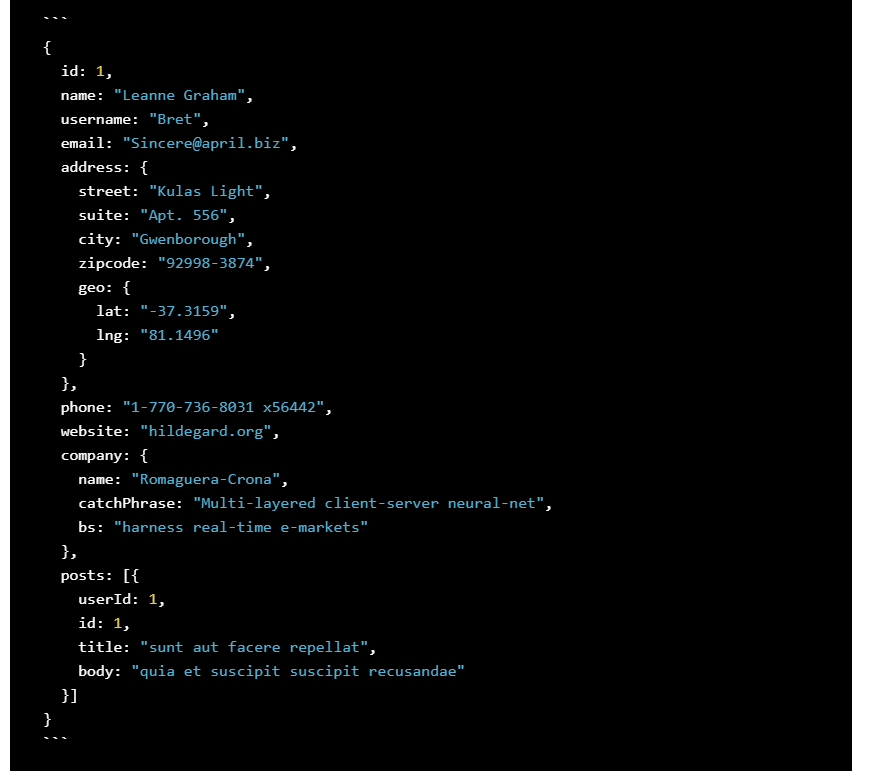 ```
{
  id: 1,
  name: "Leanne Graham",
  username: "Bret",
  email: "Sincere@april.biz",
  address: {
    street: "Kulas Light",
    suite: "Apt. 556",
    city: "Gwenborough",
    zipcode: "92998-3874",
    geo: {
      lat: "-37.3159",
      lng: "81.1496"
    }
  },
  phone: "1-770-736-8031 x56442",
  website: "hildegard.org",
  company: {
    name: "Romaguera-Crona",
    catchPhrase: "Multi-layered client-server neural-net",
    bs: "harness real-time e-markets"
  },
  posts: [{
    userId: 1,
    id: 1,
    title: "sunt aut facere repellat",
    body: "quia et suscipit suscipit recusandae"
  }]
}
```